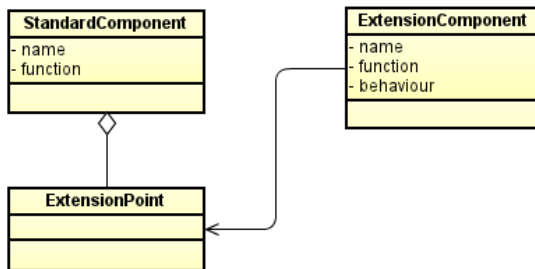 StandardComponent
- name
- function
ExtensionComponent
- name
- function
- behaviour
ExtensionPoint